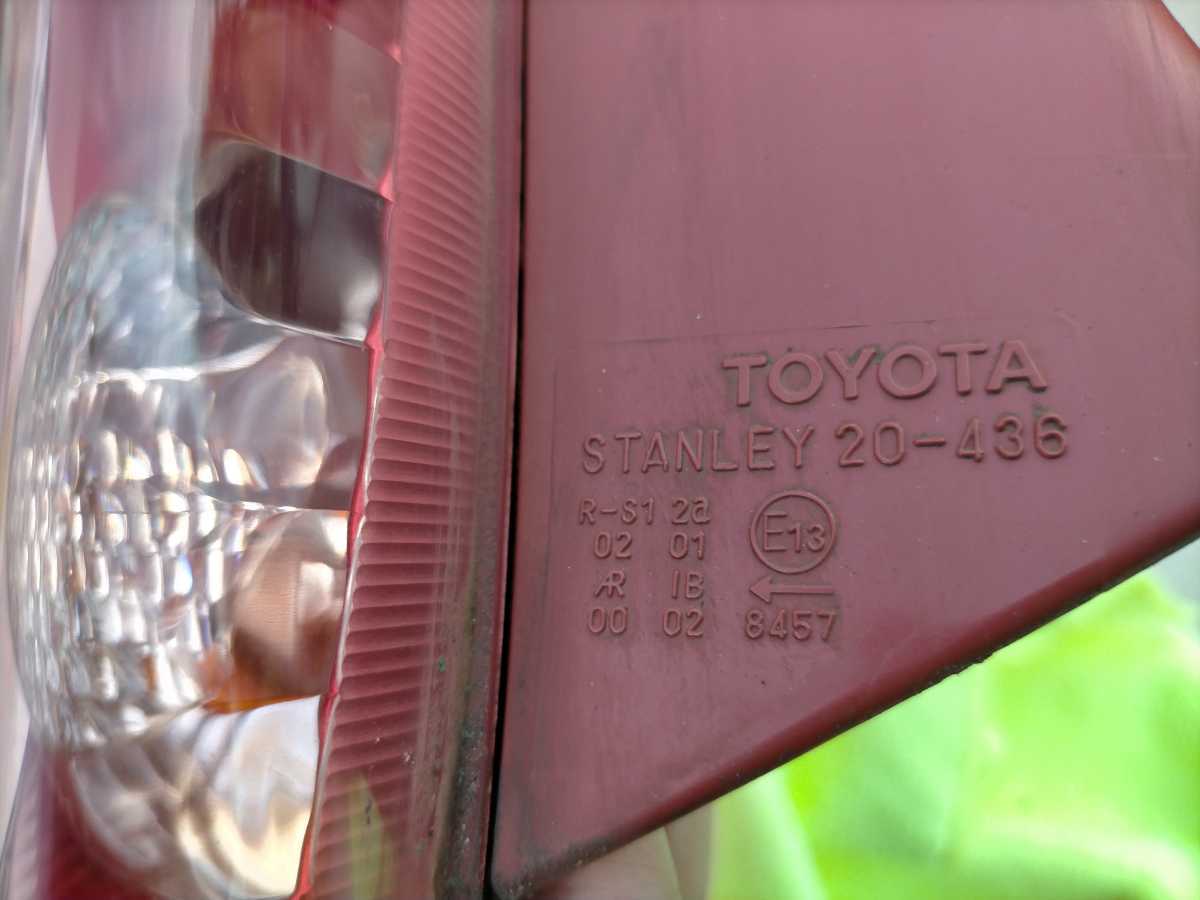 TOYOTA
STANLEY 20-436
R-S1 2a E13
02 01
AR IB ←
00 02 8457